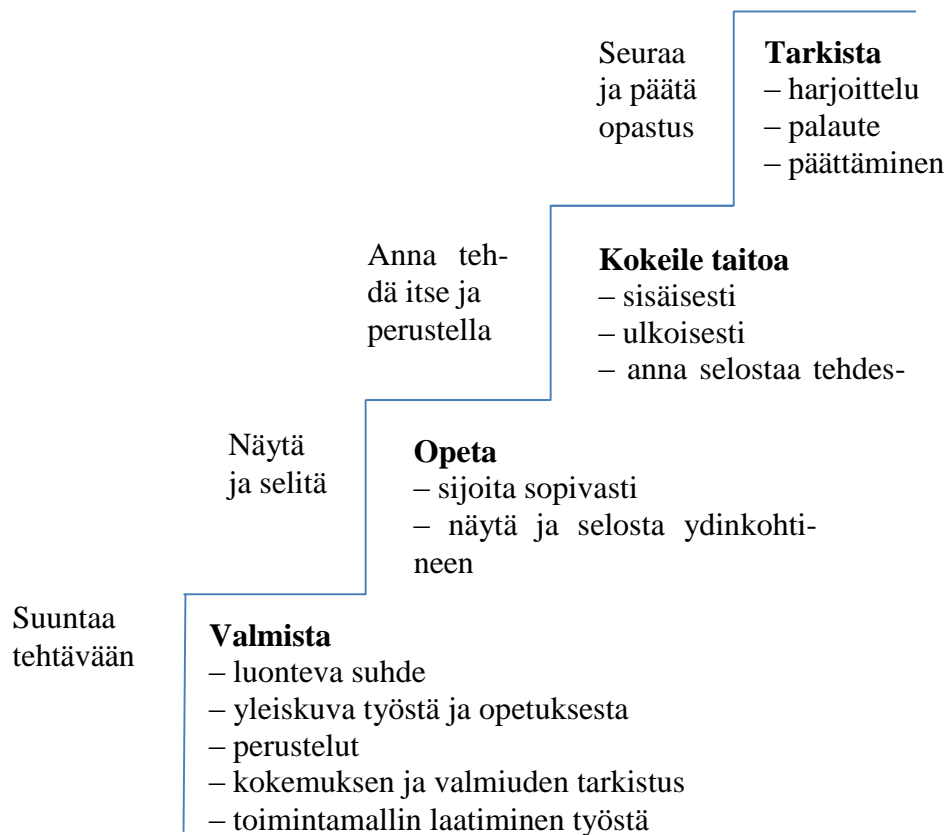 Seuraa
ja päätä
opastus
Tarkista
– harjoittelu
– palaute
– päättäminen
Anna teh-
dä itse ja
perustella
Kokeile taitoa
– sisäisesti
– ulkoisesti
– anna selostaa tehdes-
Näytä
ja selitä
Opeta
– sijoita sopivasti
– näytä ja selosta ydinkohti-
neen
Suuntaa
tehtävään
Valmista
– luonteva suhde
– yleiskuva työstä ja opetuksesta
– perustelut
– kokemuksen ja valmiuden tarkistus
– toimintamallin laatiminen työstä